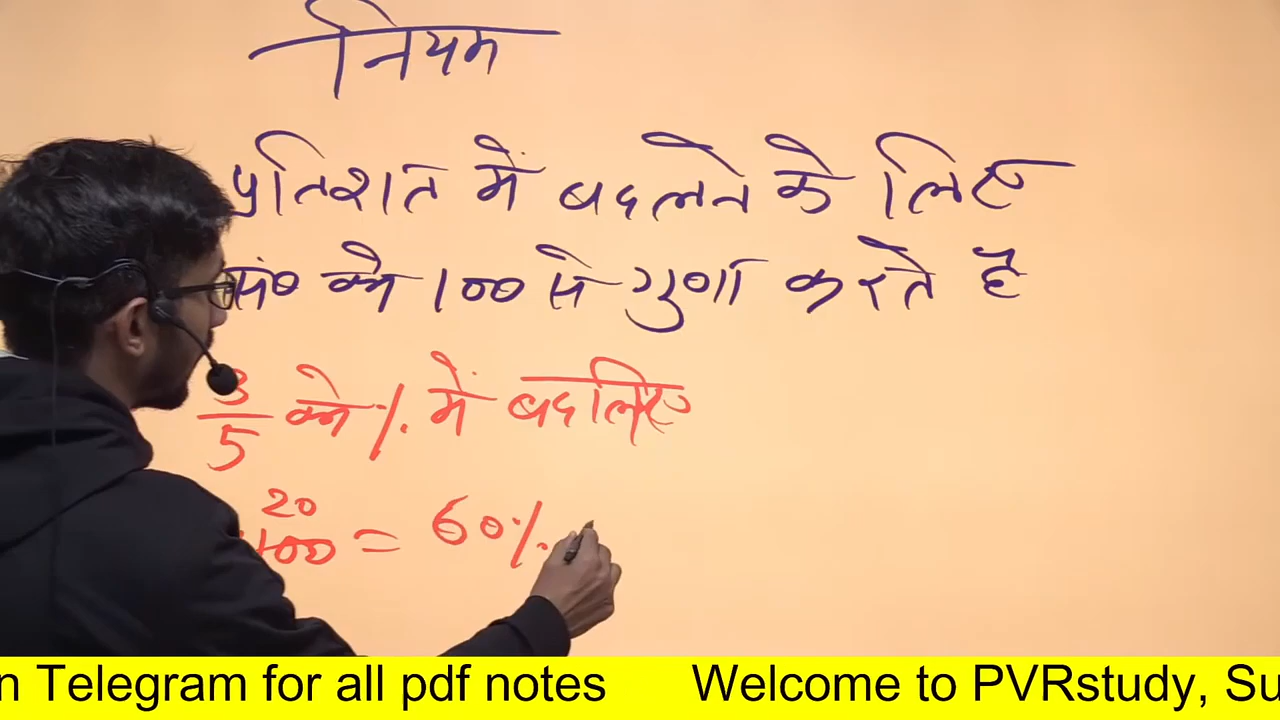 नियम
प्रतिशत में बदलने के लिए
सं० को 100 से गुणा करते है
3/5 को % में बदलिए
20
100 = 60%
n Telegram for all pdf notes Welcome to PVRstudy, Su